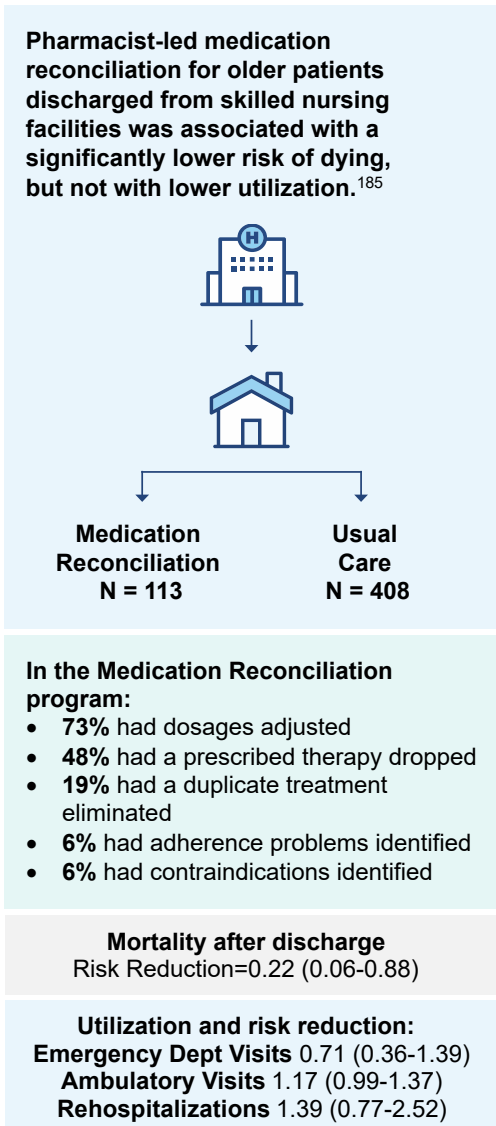 Pharmacist-led medication
reconciliation for older patients
discharged from skilled nursing
facilities was associated with a
significantly lower risk of dying,
but not with lower utilization.185
H
Medication
Reconciliation
N = 113
Usual
Care
N = 408
In the Medication Reconciliation
program:
• 73% had dosages adjusted
• 48% had a prescribed therapy dropped
• 19% had a duplicate treatment
eliminated
• 6% had adherence problems identified
• 6% had contraindications identified
Mortality after discharge
Risk Reduction=0.22 (0.06-0.88)
Utilization and risk reduction:
Emergency Dept Visits 0.71 (0.36-1.39)
Ambulatory Visits 1.17 (0.99-1.37)
Rehospitalizations 1.39 (0.77-2.52)